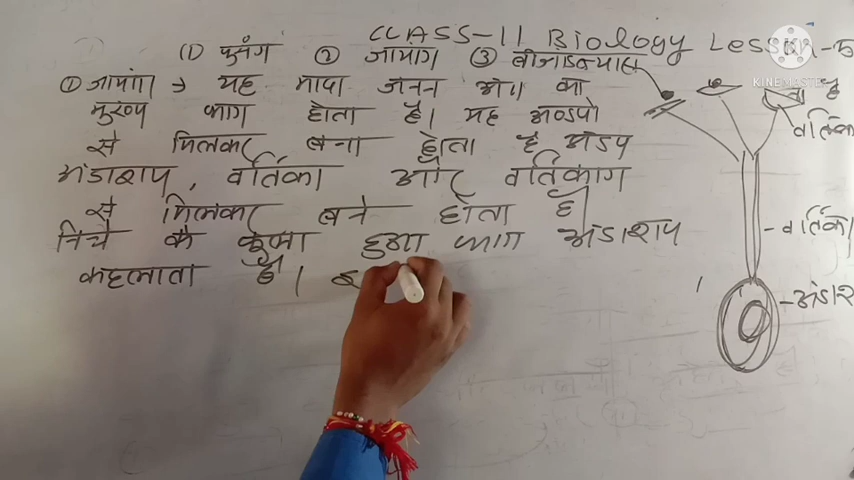 CLASS-11 Biology Lesson-5
(1) पुमंग (2) जायांग (3) बीजाडन्यास
(1) जायांग → यह मादा जनन अंग का
मुख्य भाग होता है। यह अण्डपो
से मिलकर बना होता है अंडप
अंडाशय, वर्तिका और वर्तिकाग
से मिलकर बने होता है
निचे के फुजा हुआ भाग अंडाशय
कहलाता है। इ
वर्तिका
वर्तिका
अंडाश
KINEMASTER